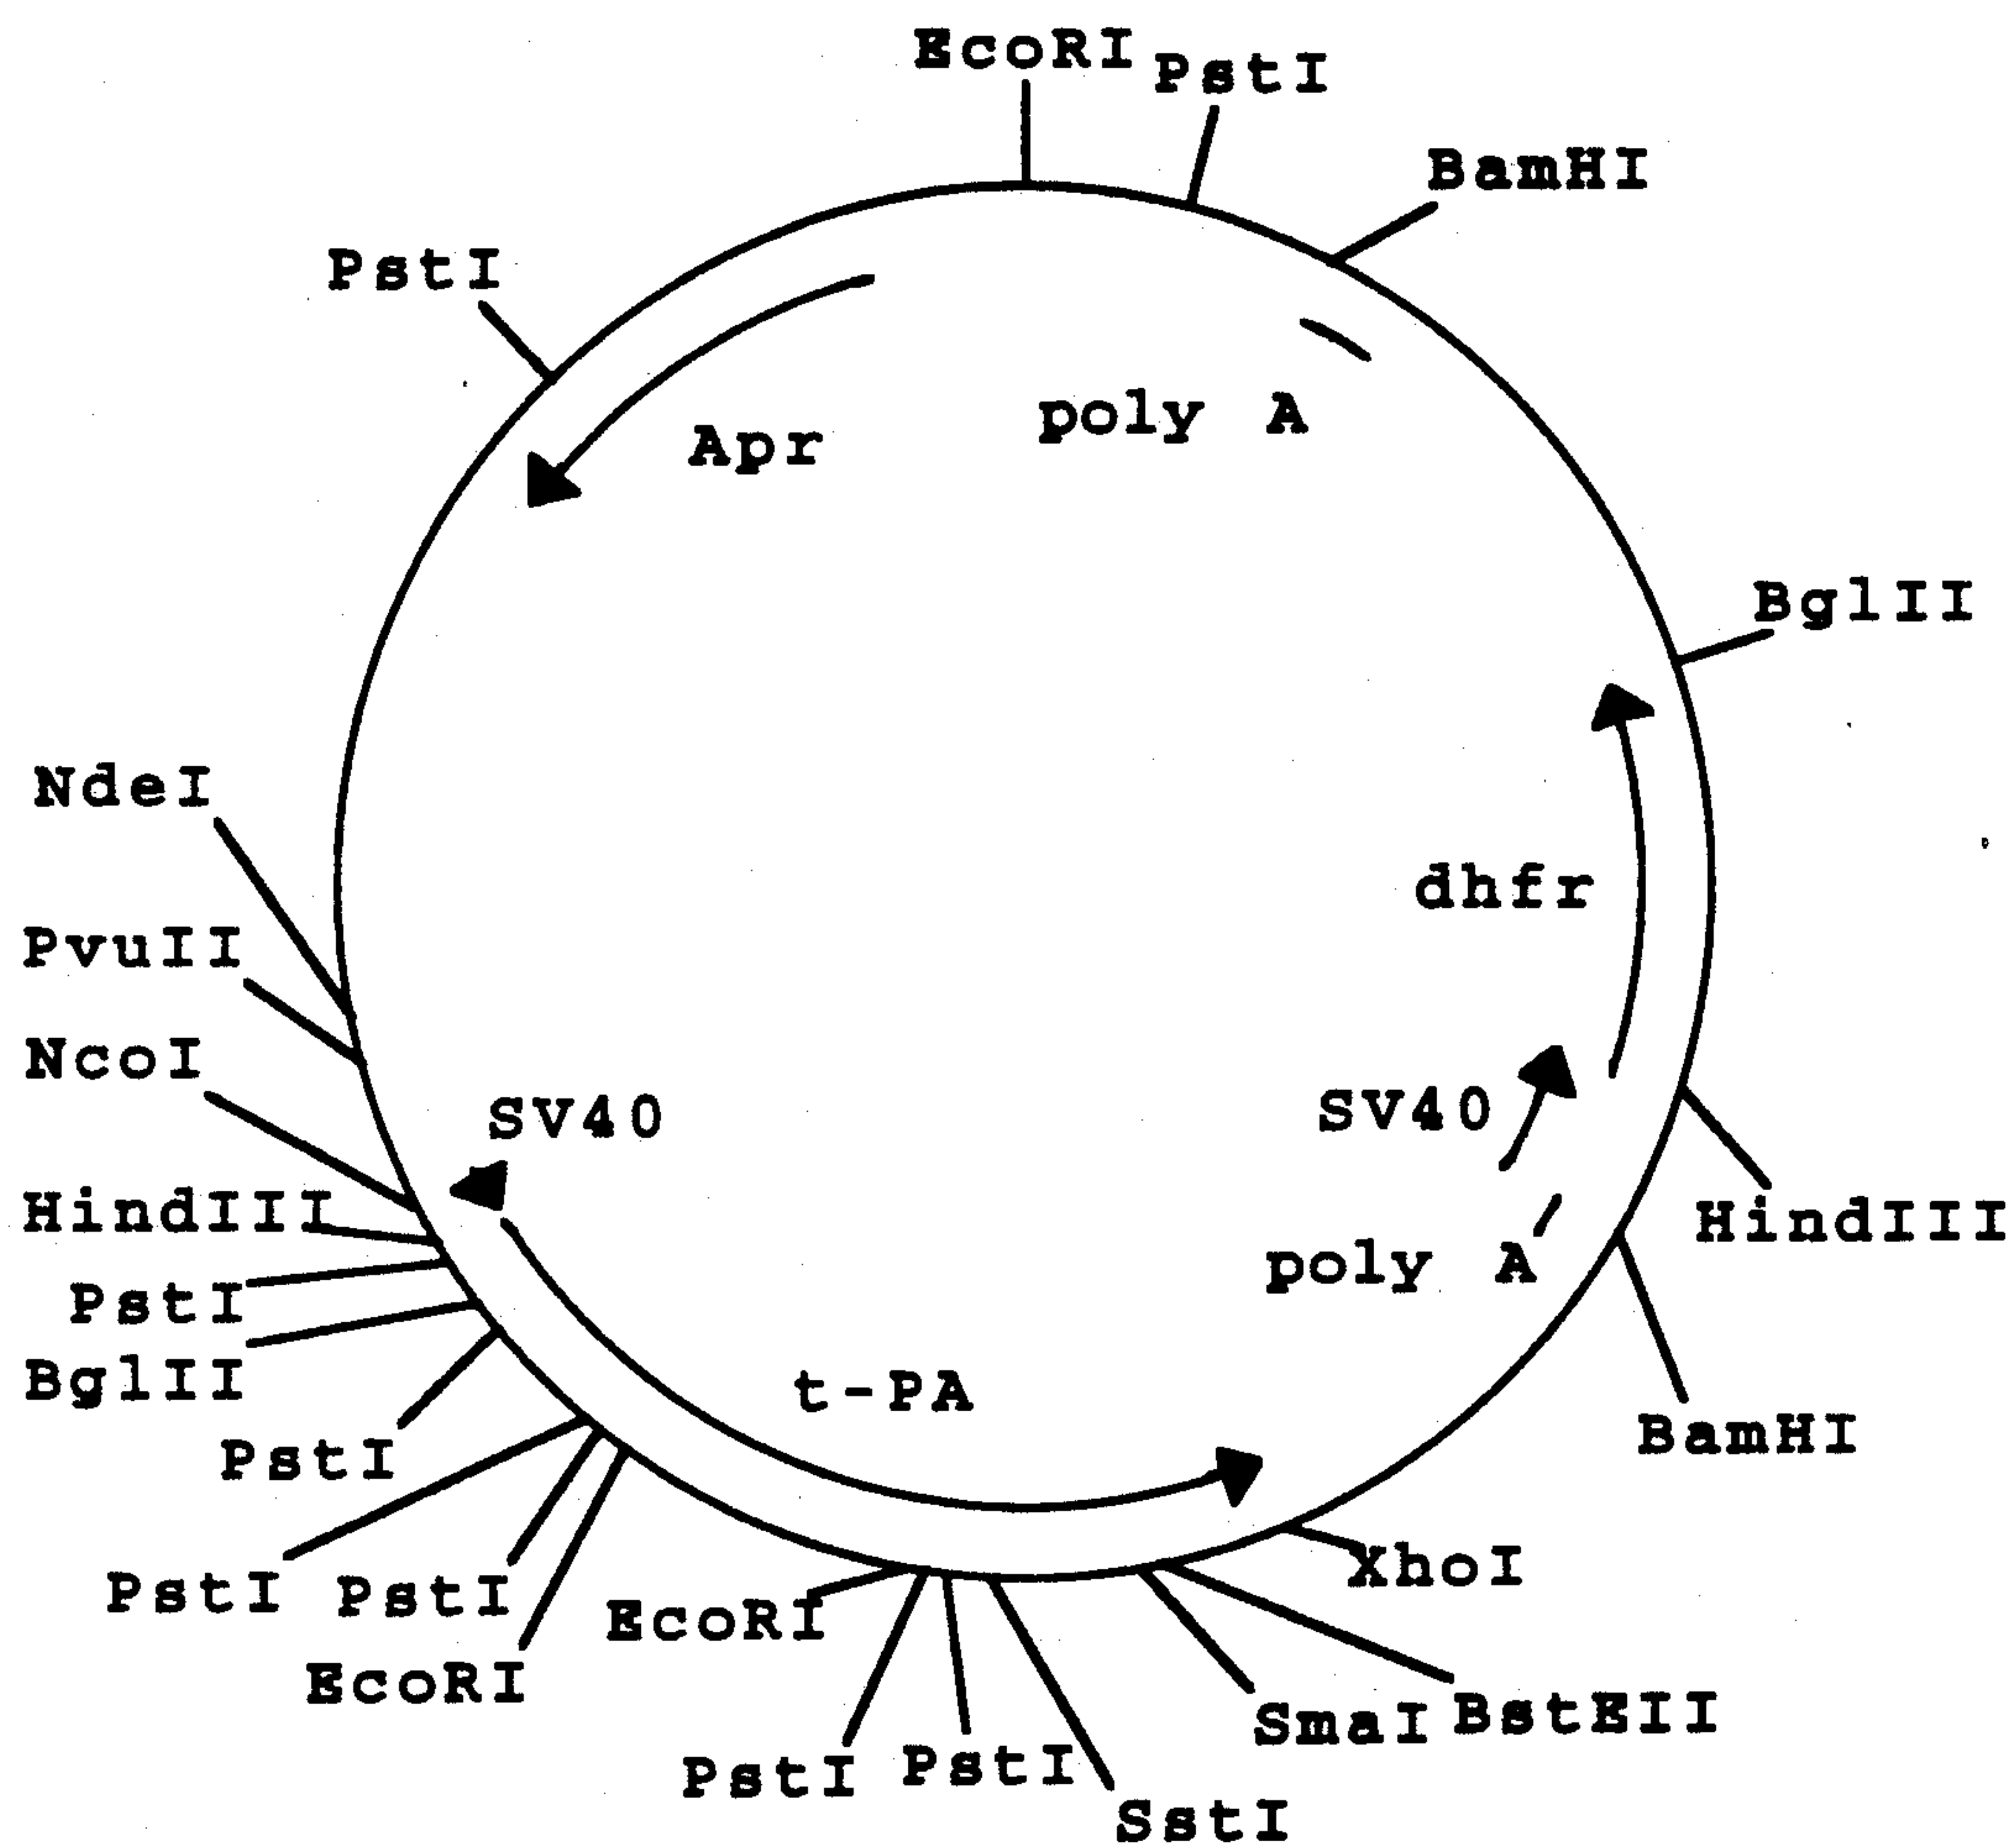 EcoRI
PstI
BamHI
PstI
Apr
poly A
BglII
NdeI
dhfr
PvuII
NcoI
SV40
SV40
HindIII
HindIII
poly A
PstI
BglII
t-PA
BamHI
PstI
XhoI
PstI
PstI
EcoRI
EcoRI
SmaI
BstEII
PstI
PstI
SstI